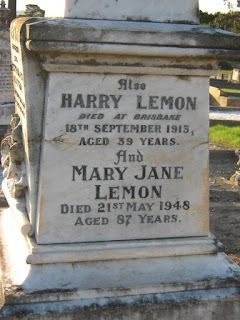 Also
HARRY LEMON
DIED AT BRISBANE
18TH SEPTEMBER 1913,
AGED 39 YEARS.
And
MARY JANE
LEMON
DIED 21ST MAY 1948
AGED 87 YEARS.